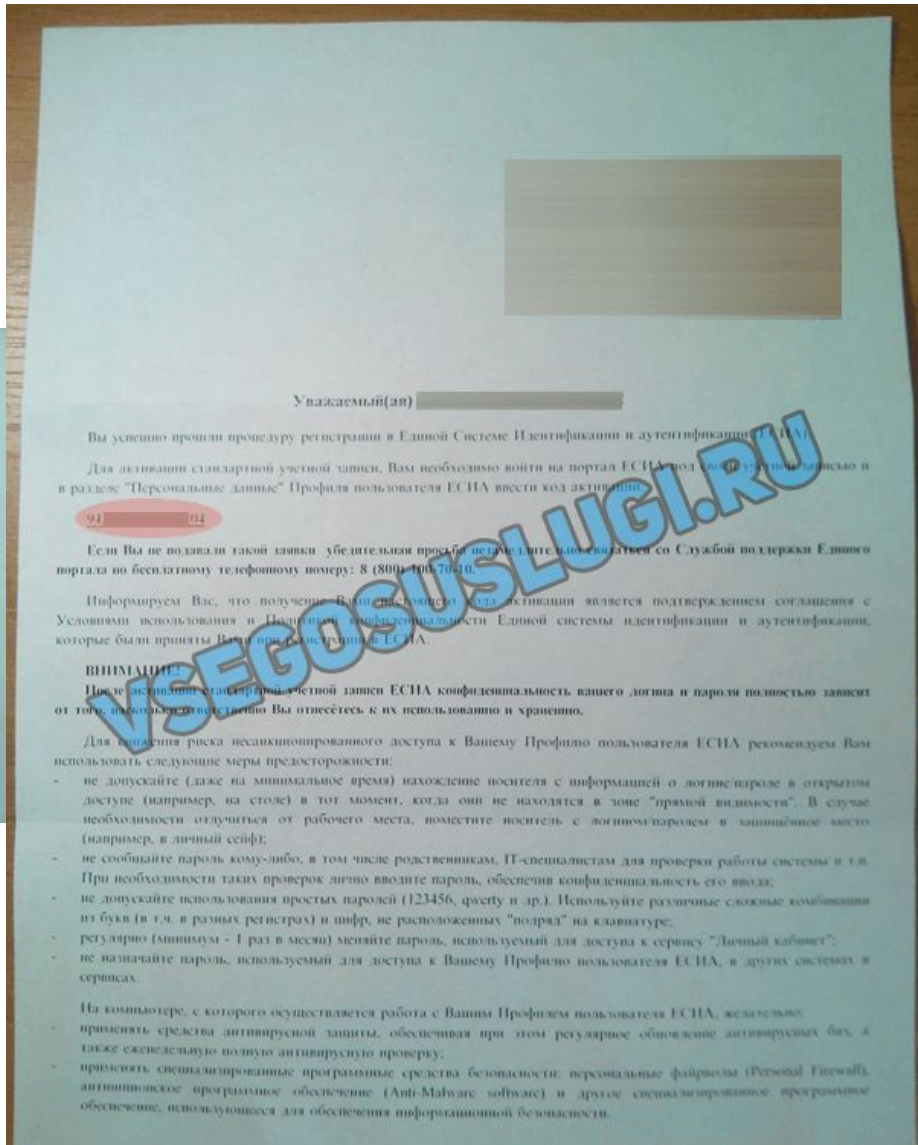 Уважаемый(ая)
Вы успешно прошли процедуру регистрации в Единой Системе Идентификации и аутентификации (ЕСИА)
Для активации стандартной учетной записи, Вам необходимо войти на портал ЕСИА под своей учетной записью и
в разделе "Персональные данные" Профиля пользователя ЕСИА ввести код активации:
94 04
Если Вы не подавали такой заявки убедительная просьба незамедлительно связаться со Службой поддержки Единого
портала по бесплатному телефонному номеру: 8 (800) 100-70-10.
Информируем Вас, что получение Вами настоящего кода активации является подтверждением соглашения с
Условиями использования и Политикой конфиденциальности Единой системы идентификации и аутентификации,
которые были приняты Вами при регистрации в ЕСИА.
VSEGOSUSLUGI.RU
ВНИМАНИЕ!
После активации стандартной учетной записи ЕСИА конфиденциальность вашего логина и пароля полностью зависит
от того, насколько ответственно Вы отнесётесь к их использованию и хранению.
Для снижения риска несанкционированного доступа к Вашему Профилю пользователя ЕСИА рекомендуем Вам
использовать следующие меры предосторожности:
- не допускайте (даже на минимальное время) нахождение носителя с информацией о логине/пароле в открытом
доступе (например, на столе) в тот момент, когда они не находятся в зоне "прямой видимости". В случае
необходимости отлучиться от рабочего места, поместите носитель с логином/паролем в защищённое место
(например, в личный сейф);
- не сообщайте пароль кому-либо, в том числе родственникам, IT-специалистам для проверки работы системы и т.п.
При необходимости таких проверок лично вводите пароль, обеспечив конфиденциальность его ввода;
- не допускайте использования простых паролей (123456, qwerty и др.). Используйте различные сложные комбинации
из букв (в т.ч. в разных регистрах) и цифр, не расположенных "подряд" на клавиатуре;
- регулярно (минимум - 1 раз в месяц) меняйте пароль, используемый для доступа к сервису "Личный кабинет";
- не назначайте пароль, используемый для доступа к Вашему Профилю пользователя ЕСИА, в других системах и
сервисах.
На компьютере, с которого осуществляется работа с Вашим Профилем пользователя ЕСИА, желательно:
- применять средства антивирусной защиты, обеспечивая при этом регулярное обновление антивирусных баз, а
также еженедельную полную антивирусную проверку;
- применять специализированные программные средства безопасности: персональные файрволы (Personal Firewall),
антишпионское программное обеспечение (Anti-Malware software) и другое специализированное программное
обеспечение, использующееся для обеспечения информационной безопасности.